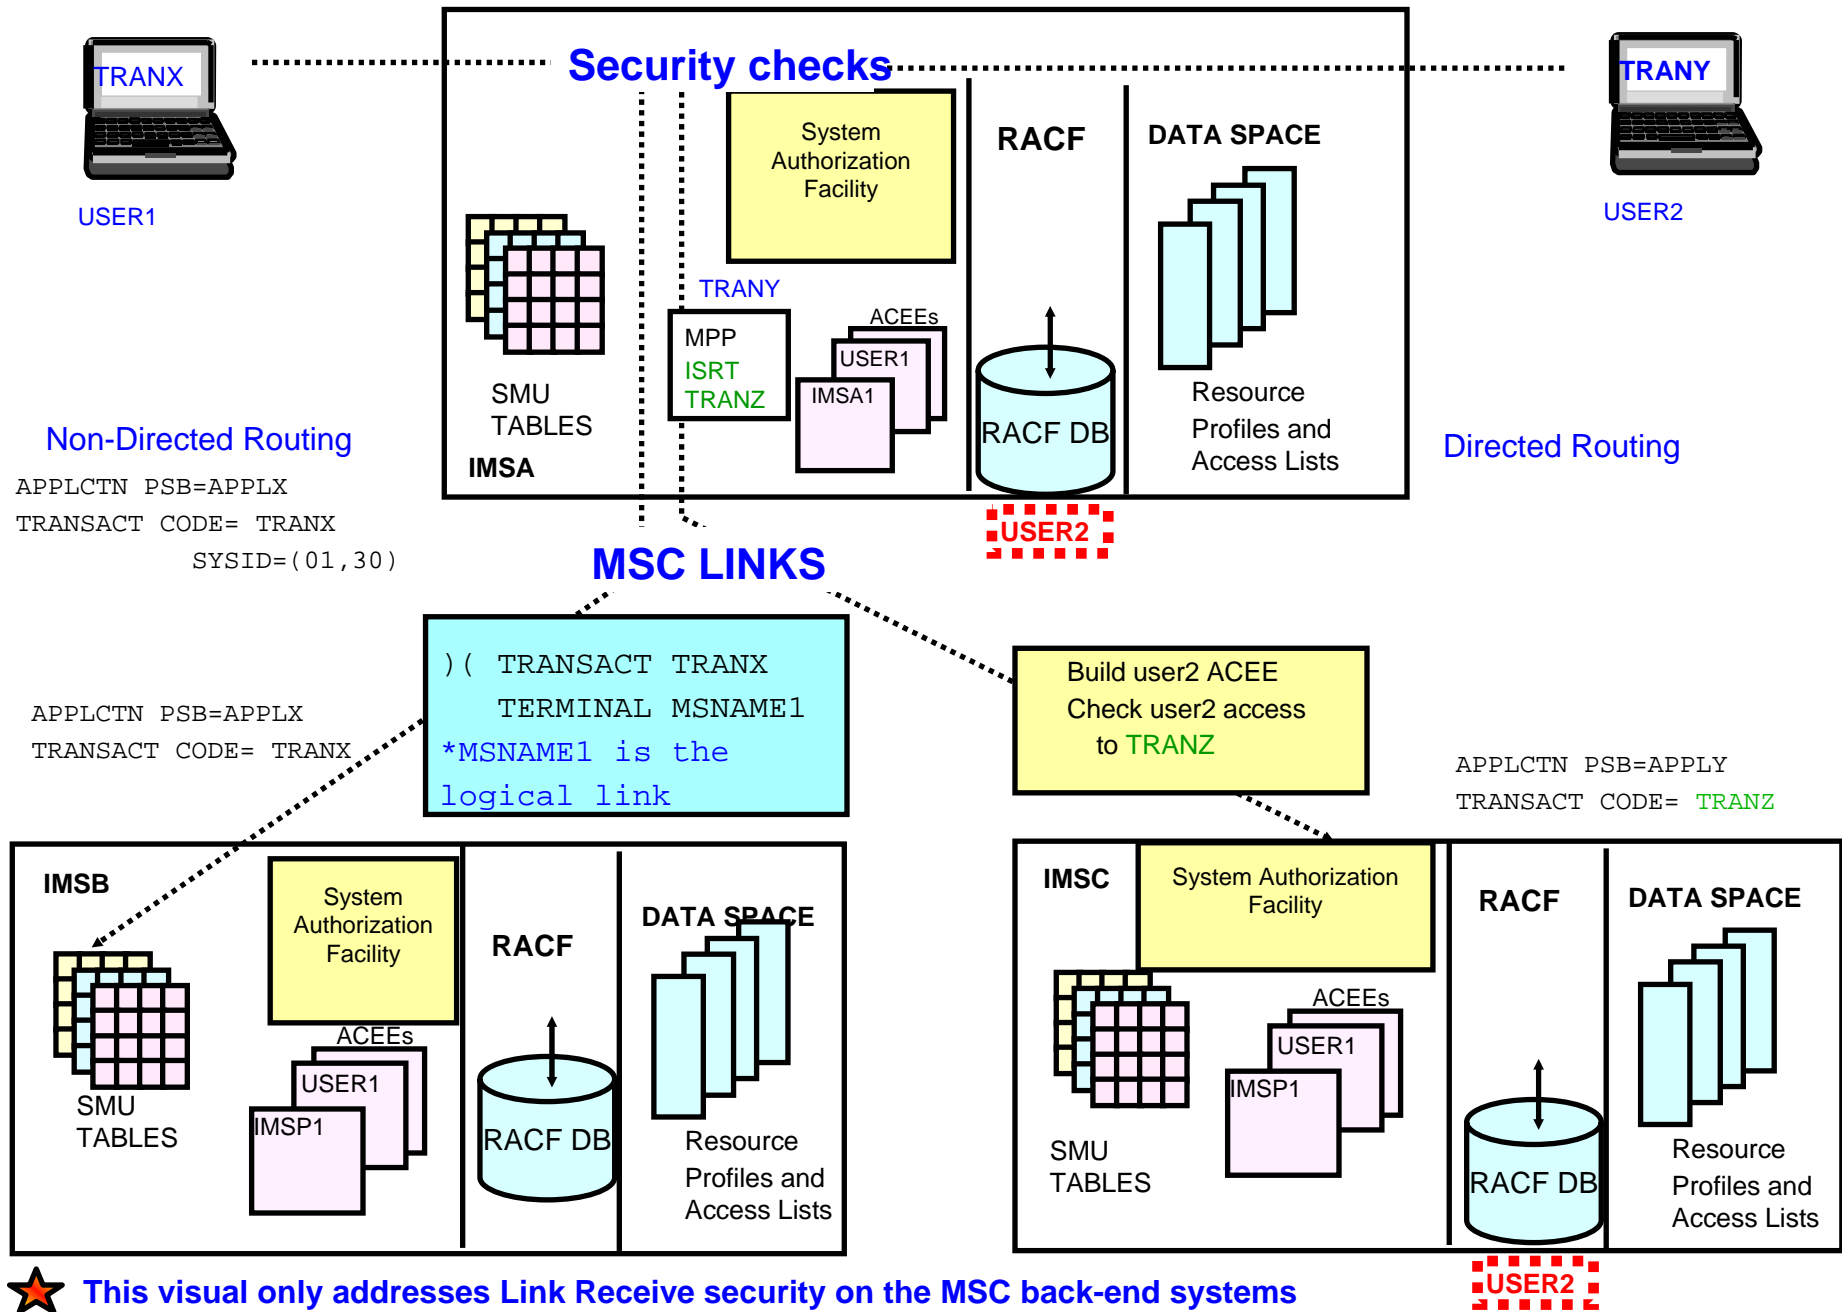 TRANX
Security checks
TRANY
System
Authorization
Facility
RACF
DATA SPACE
USER1
USER2
TRANY
MPP
ISRT
TRANZ
ACEEs
USER1
IMSA1
SMU
TABLES
IMSA
RACF DB
Resource
Profiles and
Access Lists
Non-Directed Routing
Directed Routing
APPLCTN PSB=APPLX
TRANSACT CODE= TRANX
SYSID=(01,30)
USER2
MSC LINKS
)( TRANSACT TRANX
TERMINAL MSNAME1
*MSNAME1 is the
logical link
Build user2 ACEE
Check user2 access
to TRANZ
APPLCTN PSB=APPLX
TRANSACT CODE= TRANX
APPLCTN PSB=APPLY
TRANSACT CODE= TRANZ
IMSB
System
Authorization
Facility
RACF
DATA SPACE
ACEEs
USER1
IMSP1
SMU
TABLES
RACF DB
Resource
Profiles and
Access Lists
IMSC
System Authorization
Facility
RACF
DATA SPACE
ACEEs
USER1
IMSP1
SMU
TABLES
RACF DB
Resource
Profiles and
Access Lists
USER2
This visual only addresses Link Receive security on the MSC back-end systems